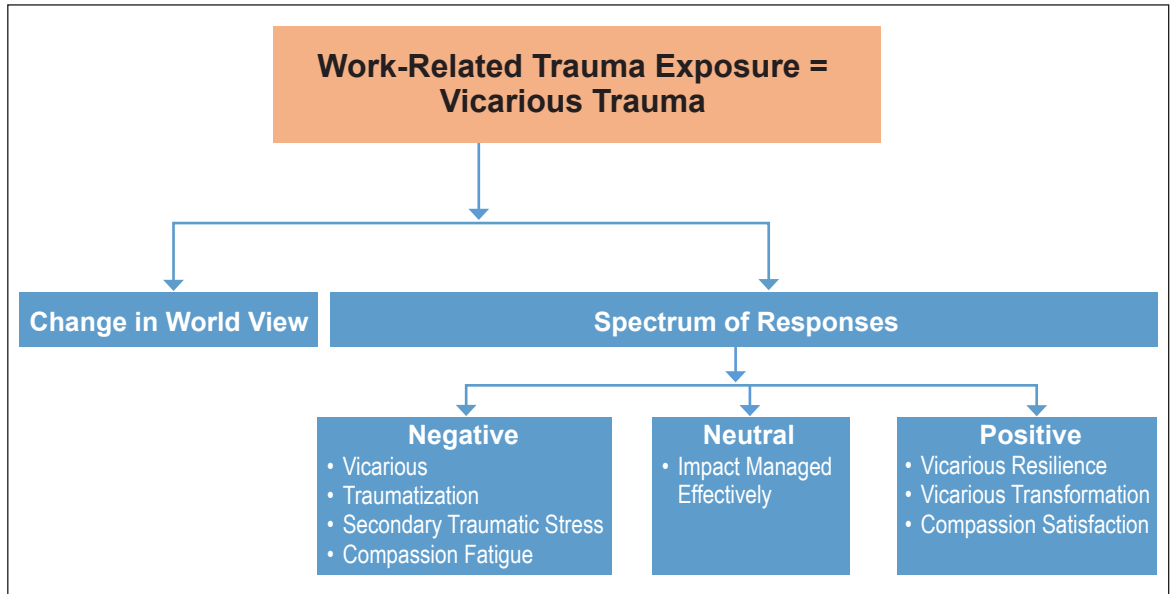 Work-Related Trauma Exposure =
Vicarious Trauma
Change in World View
Spectrum of Responses
Negative
• Vicarious
• Traumatization
• Secondary Traumatic Stress
• Compassion Fatigue
Neutral
• Impact Managed
Effectively
Positive
• Vicarious Resilience
• Vicarious Transformation
• Compassion Satisfaction